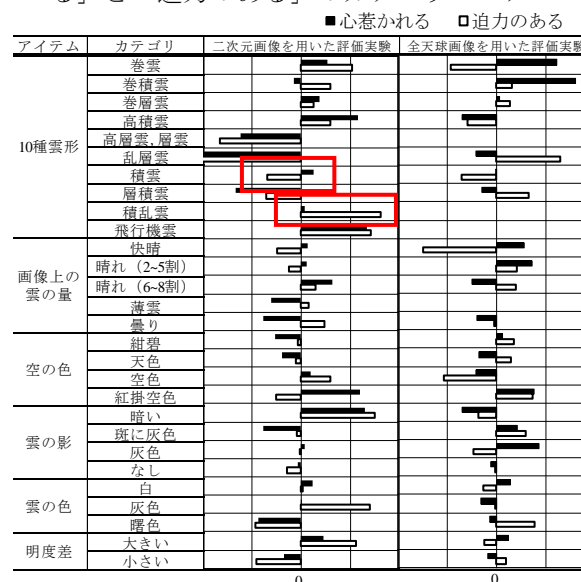 ■心惹かれる □迫力のある
アイテム カテゴリ 二次元画像を用いた評価実験 全天球画像を用いた評価実験
10種雲形
巻雲
巻積雲
巻層雲
高積雲
高層雲,層雲
乱層雲
積雲
層積雲
積乱雲
飛行機雲
画像上の
雲の量
快晴
晴れ（2~5割）
晴れ（6~8割）
薄雲
曇り
空の色
紺碧
天色
空色
紅掛空色
雲の影
暗い
斑に灰色
灰色
なし
雲の色
白
灰色
曙色
明度差
大きい
小さい
0 0